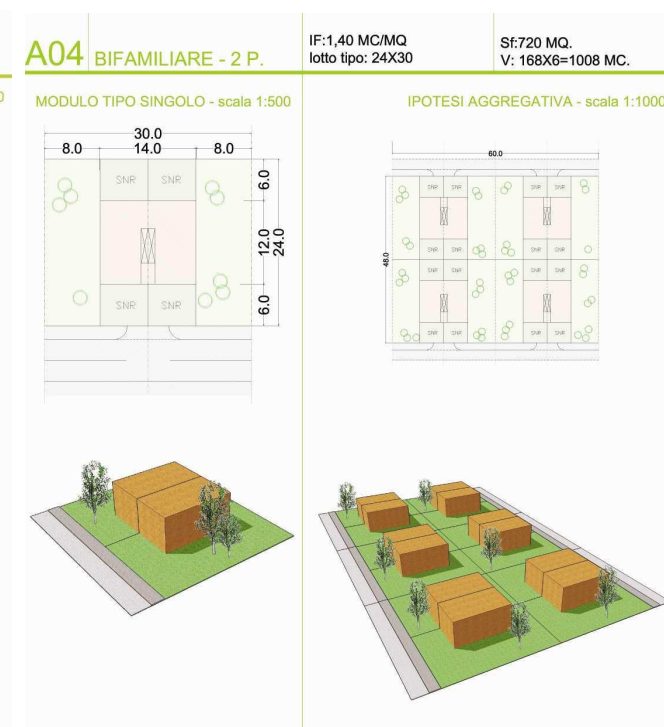 A04 BIFAMILIARE - 2 P.
IF:1,40 MC/MQ
lotto tipo: 24X30
Sf:720 MQ.
V: 168X6=1008 MC.
MODULO TIPO SINGOLO - scala 1:500
30.0
8.0 14.0 8.0
SNR SNR
6.0
12.0
24.0
SNR SNR
6.0
IPOTESI AGGREGATIVA - scala 1:1000
60.0
SNR SNR SNR SNR
48.0
SNR SNR SNR SNR
SNR SNR SNR SNR
SNR SNR SNR SNR